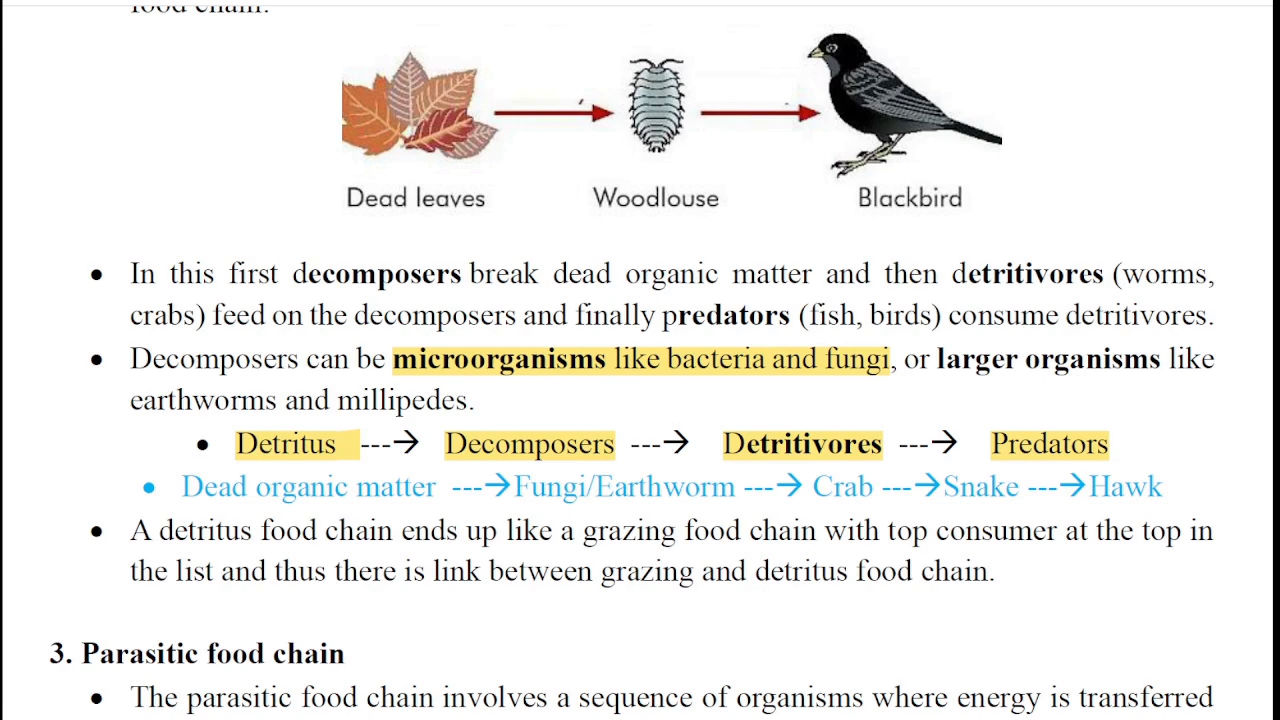 food chain.
Dead leaves Woodlouse Blackbird
• In this first decomposers break dead organic matter and then detritivores (worms,
crabs) feed on the decomposers and finally predators (fish, birds) consume detritivores.
• Decomposers can be microorganisms like bacteria and fungi, or larger organisms like
earthworms and millipedes.
• Detritus ---→ Decomposers ---→ Detritivores ---→ Predators
• Dead organic matter ---→Fungi/Earthworm ---→ Crab ---→Snake ---→Hawk
• A detritus food chain ends up like a grazing food chain with top consumer at the top in
the list and thus there is link between grazing and detritus food chain.
3. Parasitic food chain
• The parasitic food chain involves a sequence of organisms where energy is transferred